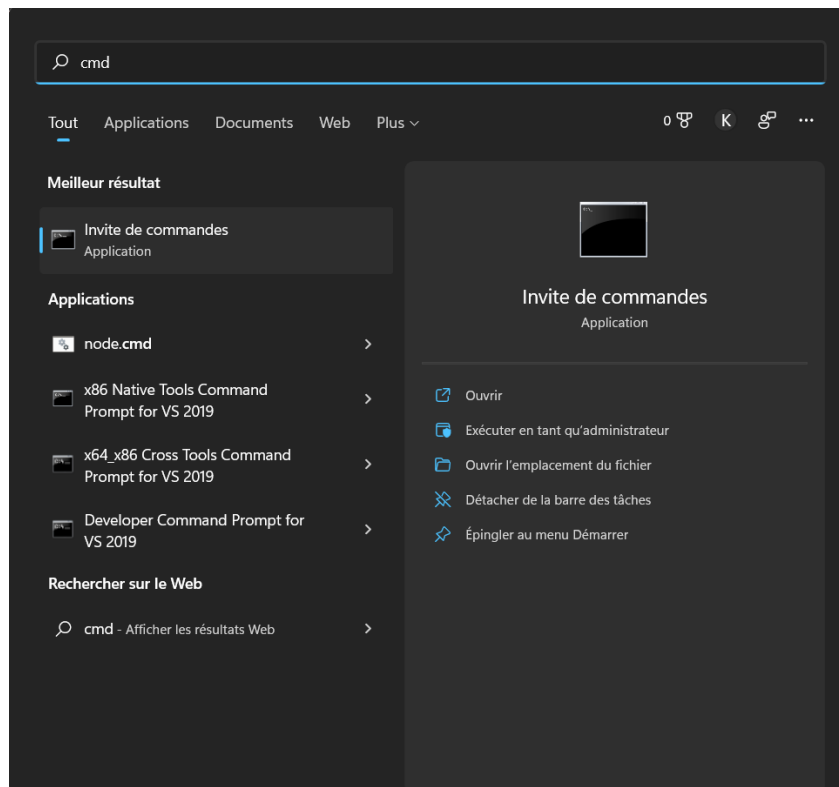 cmd
Tout Applications Documents Web Plus
0 K
Meilleur résultat
Invite de commandes
Application
Applications
node.cmd
x86 Native Tools Command
Prompt for VS 2019
x64_x86 Cross Tools Command
Prompt for VS 2019
Developer Command Prompt for
VS 2019
Rechercher sur le Web
cmd - Afficher les résultats Web
Invite de commandes
Application
Ouvrir
Exécuter en tant qu'administrateur
Ouvrir l'emplacement du fichier
Détacher de la barre des tâches
Épingler au menu Démarrer